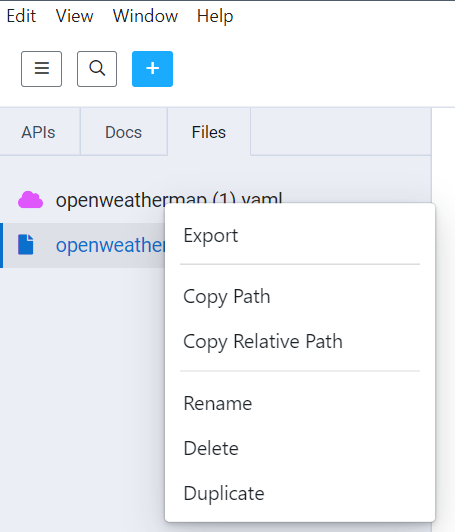 Edit View Window Help
APIs Docs Files
openweathermap (1).yaml
openweather
Export
Copy Path
Copy Relative Path
Rename
Delete
Duplicate